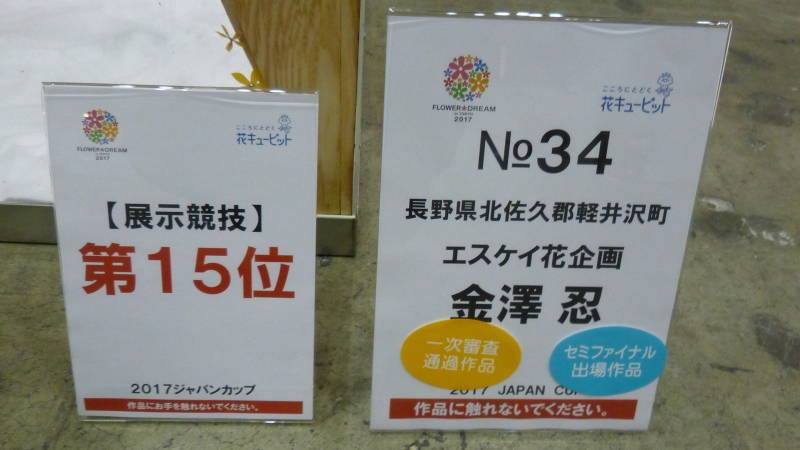 FLOWER★DREAM
2017
こころにとどく
花キューピット
【展示競技】
第15位
2017ジャパンカップ
作品にお手を触れないでください。
FLOWER★DREAM
in TOKYO
2017
こころにとどく
花キューピット
№34
長野県北佐久郡軽井沢町
エスケイ花企画
金澤 忍
一次審査
通過作品
セミファイナル
出場作品
2017 JAPAN CU
作品に触れないでください。